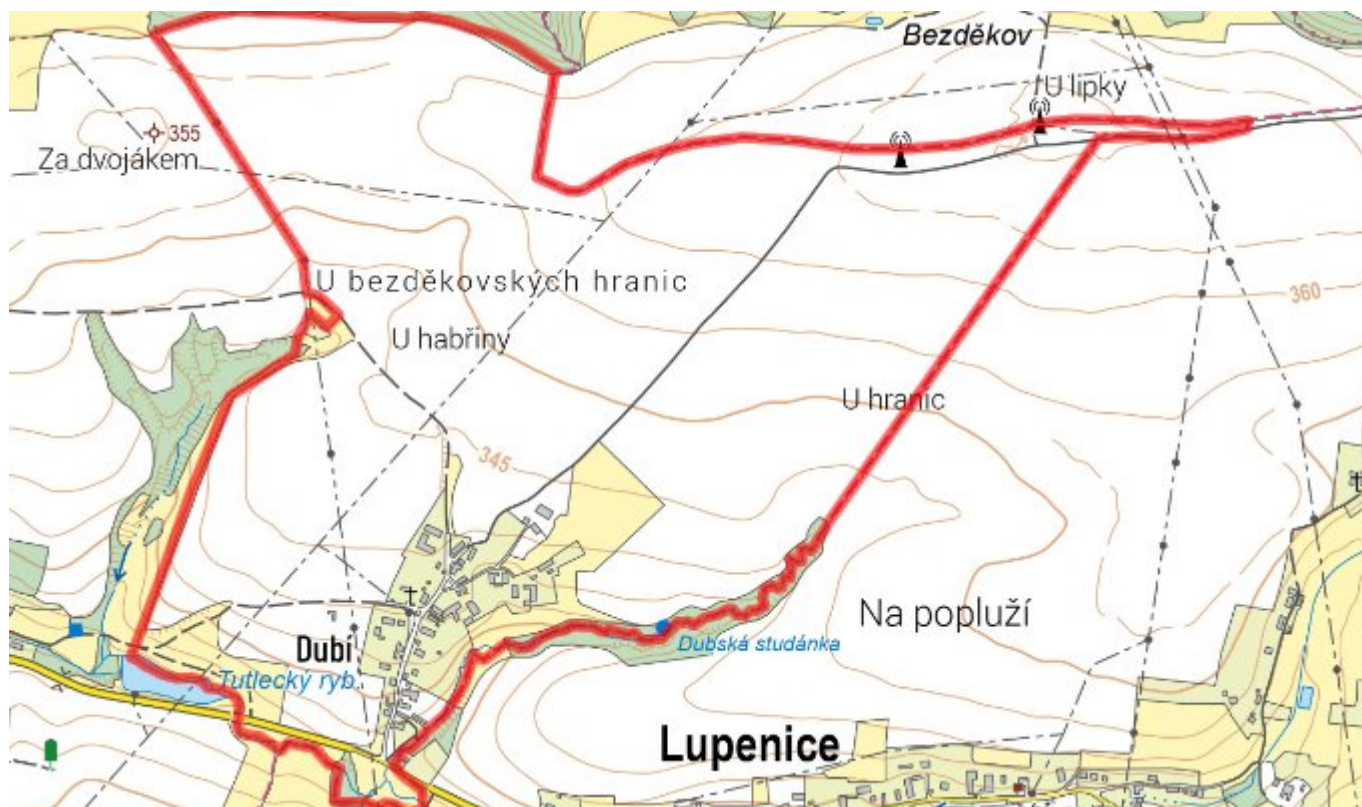 Bezděkov
U lipky
355
Za dvojákem
U bezděkovských hranic
360
U habřiny
U hranic
345
Na popluží
Dubí
Dubská studánka
Tutlecký ryb.
Lupenice